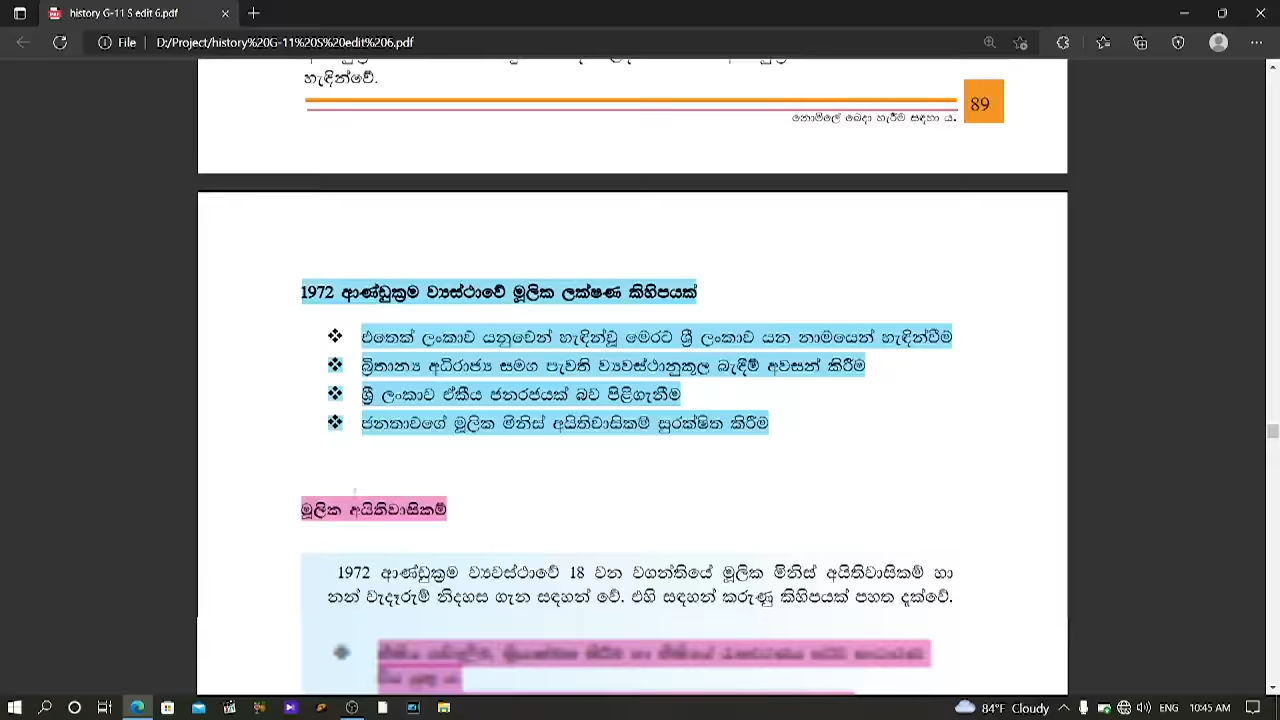 history G-11 S edit 6.pdf
File D:/Project/history%20G-11%20S%20edit%206.pdf
හැඳින්වේ.
89
නොමිලේ බෙදා හැරීම සඳහා ය.
1972 ආණ්ඩුක්‍රම ව්‍යස්ථාවේ මූලික ලක්ෂණ කිහිපයක්
❖ එතෙක් ලංකාව යනුවෙන් හැඳින්වූ මෙරට ශ්‍රී ලංකාව යන නාමයෙන් හැඳින්වීම
❖ බ්‍රිතාන්‍ය අධිරාජ්‍ය සමග පැවති ව්‍යවස්ථානුකූල බැඳීම් අවසන් කිරීම
❖ ශ්‍රී ලංකාව ඒකීය ජනරජයක් බව පිළිගැනීම
❖ ජනතාවගේ මූලික මිනිස් අයිතිවාසිකම් සුරක්ෂිත කිරීම
මූලික අයිතිවාසිකම්
1972 ආණ්ඩුක්‍රම ව්‍යවස්ථාවේ 18 වන වගන්තියේ මූලික මිනිස් අයිතිවාසිකම් හා
නන් වැදෑරුම් නිදහස ගැන සඳහන් වේ. එහි සඳහන් කරුණු කිහිපයක් පහත දැක්වේ.
84°F Cloudy ENG 10:45 AM